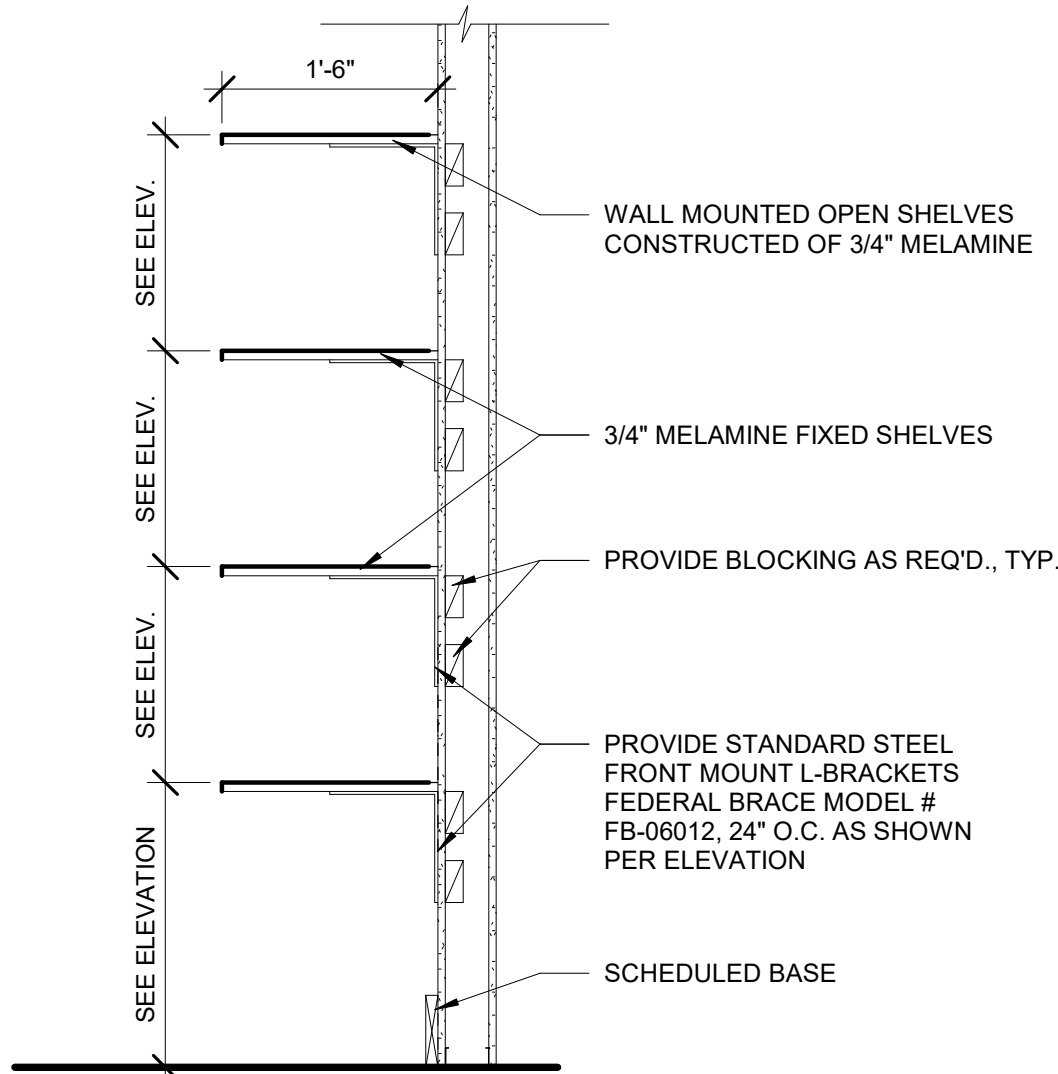 1'-6"
SEE ELEV.
WALL MOUNTED OPEN SHELVES
CONSTRUCTED OF 3/4" MELAMINE
SEE ELEV.
3/4" MELAMINE FIXED SHELVES
PROVIDE BLOCKING AS REQ'D., TYP.
SEE ELEV.
PROVIDE STANDARD STEEL
FRONT MOUNT L-BRACKETS
FEDERAL BRACE MODEL #
FB-06012, 24" O.C. AS SHOWN
PER ELEVATION
SEE ELEVATION
SCHEDULED BASE